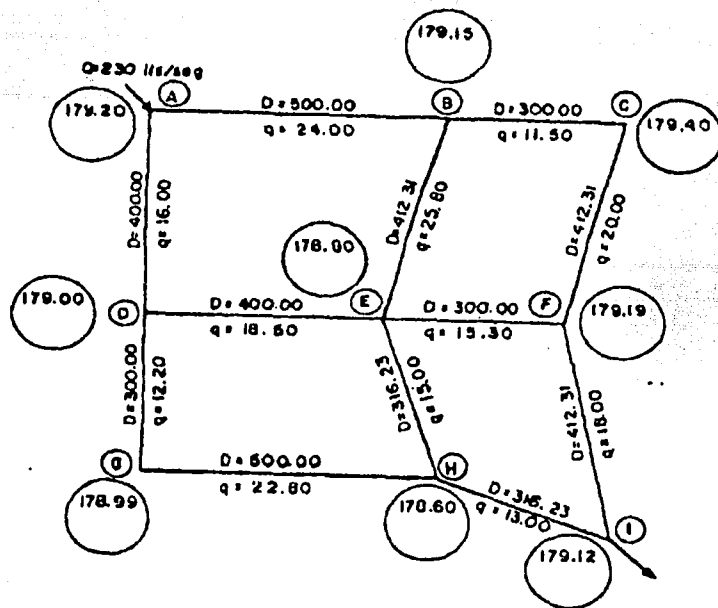 179.15
Q=230 lts/seg
A
B
C
179.20
D=500.00
q= 24.00
D=300.00
q=11.50
179.40
D=400.00
q=16.00
D=412.31
q=25.80
D=412.31
q=20.00
178.90
179.00
D
D=400.00
q=18.60
E
D=300.00
q=15.30
F
179.19
D=300.00
q=12.20
D=316.23
q=15.00
D=412.31
q=18.00
G
D=600.00
q=22.80
H
D=316.23
q=13.00
I
178.99
178.60
179.12